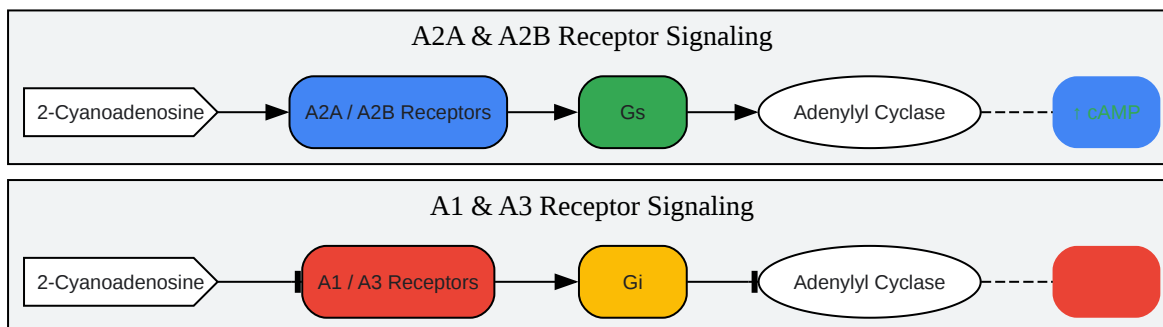 A2A & A2B Receptor Signaling
2-Cyanoadenosine
A2A / A2B Receptors
Gs
Adenylyl Cyclase
↑ cAMP
A1 & A3 Receptor Signaling
2-Cyanoadenosine
A1 / A3 Receptors
Gi
Adenylyl Cyclase